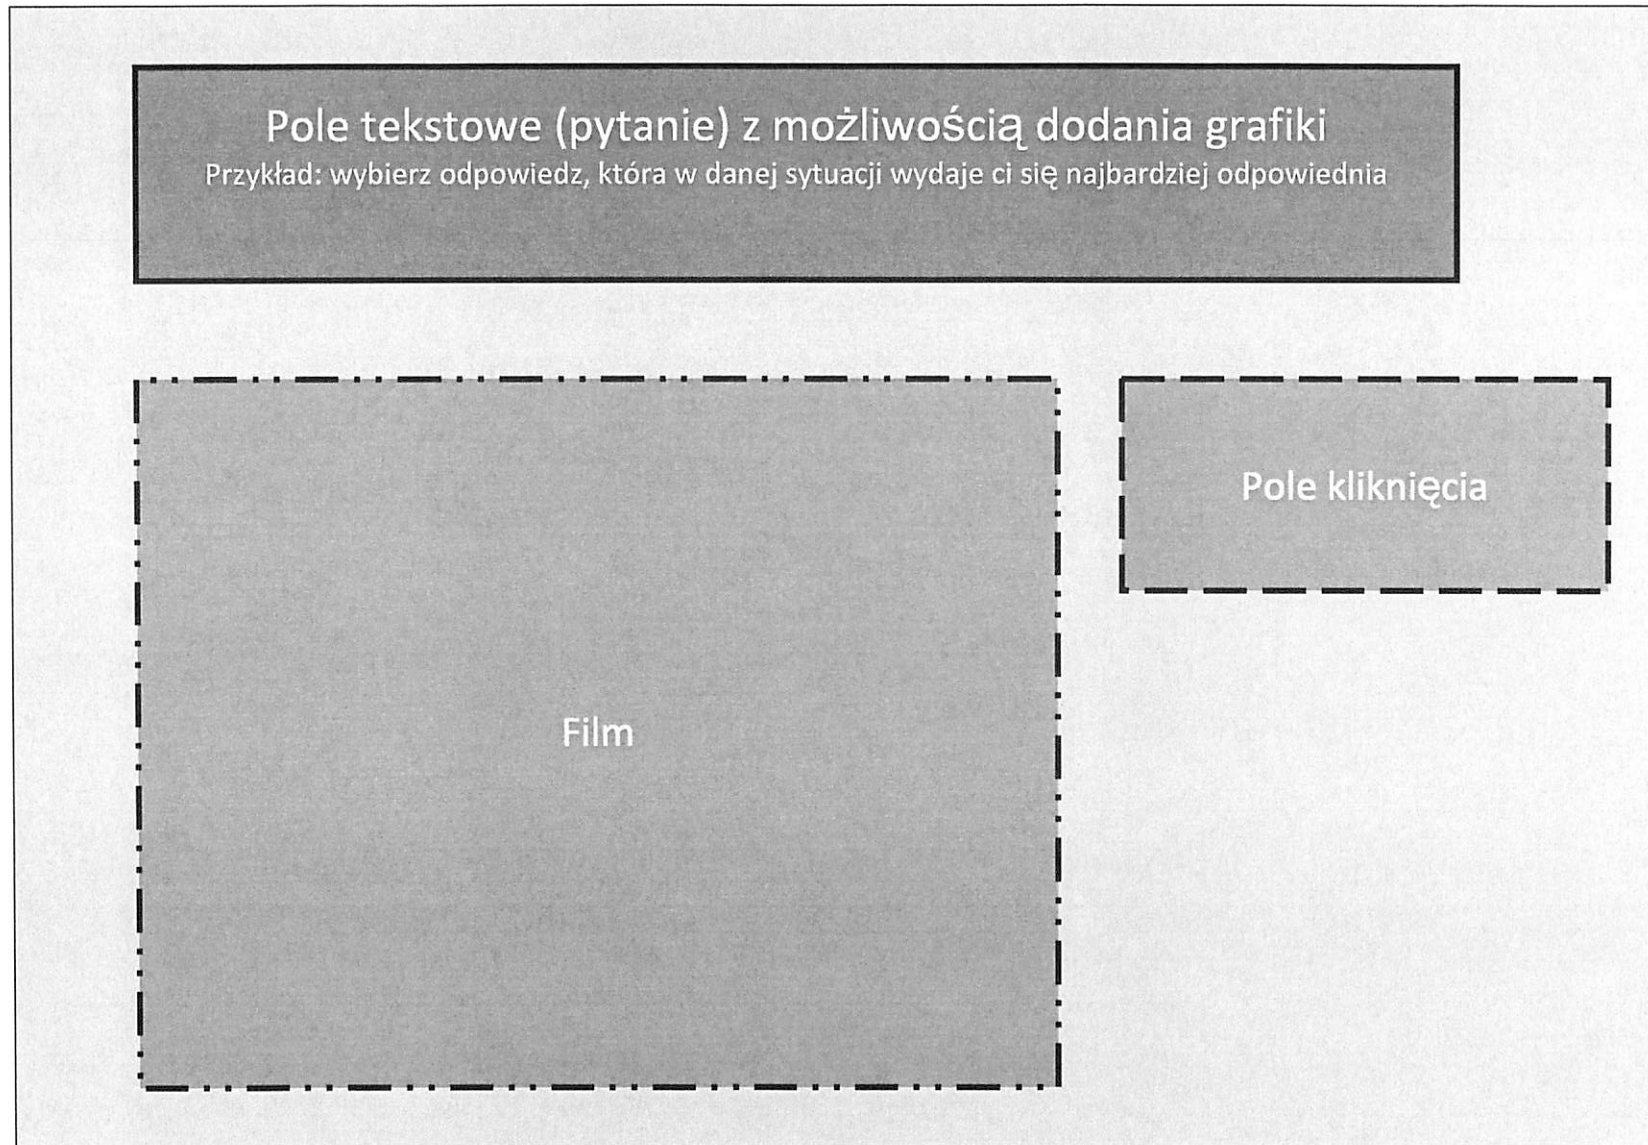 Pole tekstowe (pytanie) z możliwością dodania grafiki
Przykład: wybierz odpowiedz, która w danej sytuacji wydaje ci się najbardziej odpowiednia
Pole kliknięcia
Film